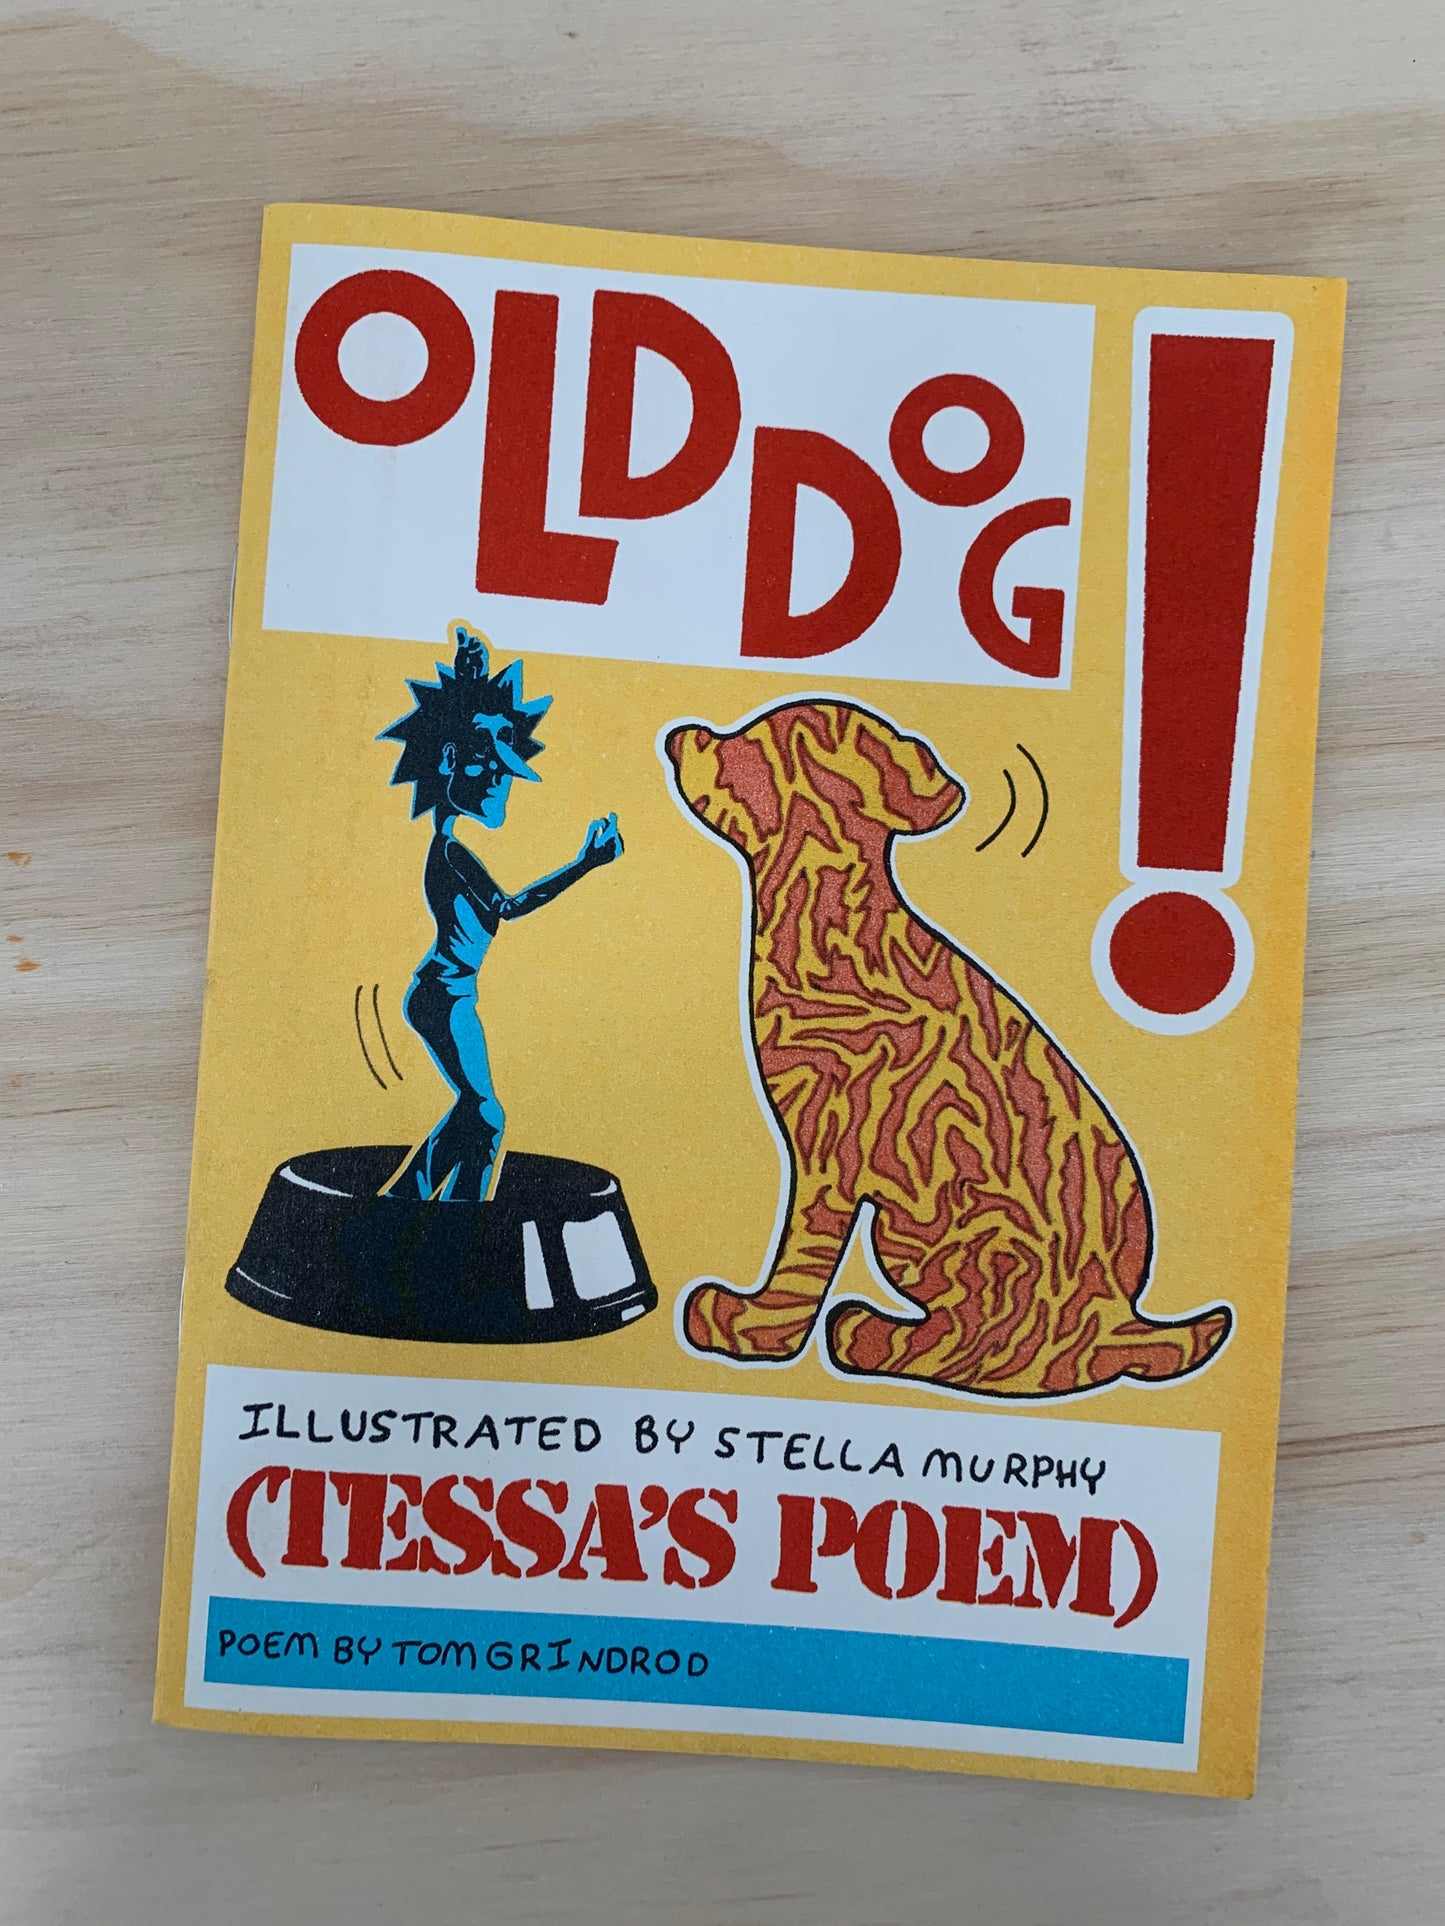 OLD DOG!
ILLUSTRATED BY STELLA MURPHY
(TESSA'S POEM)
POEM BY TOM GRINDROD